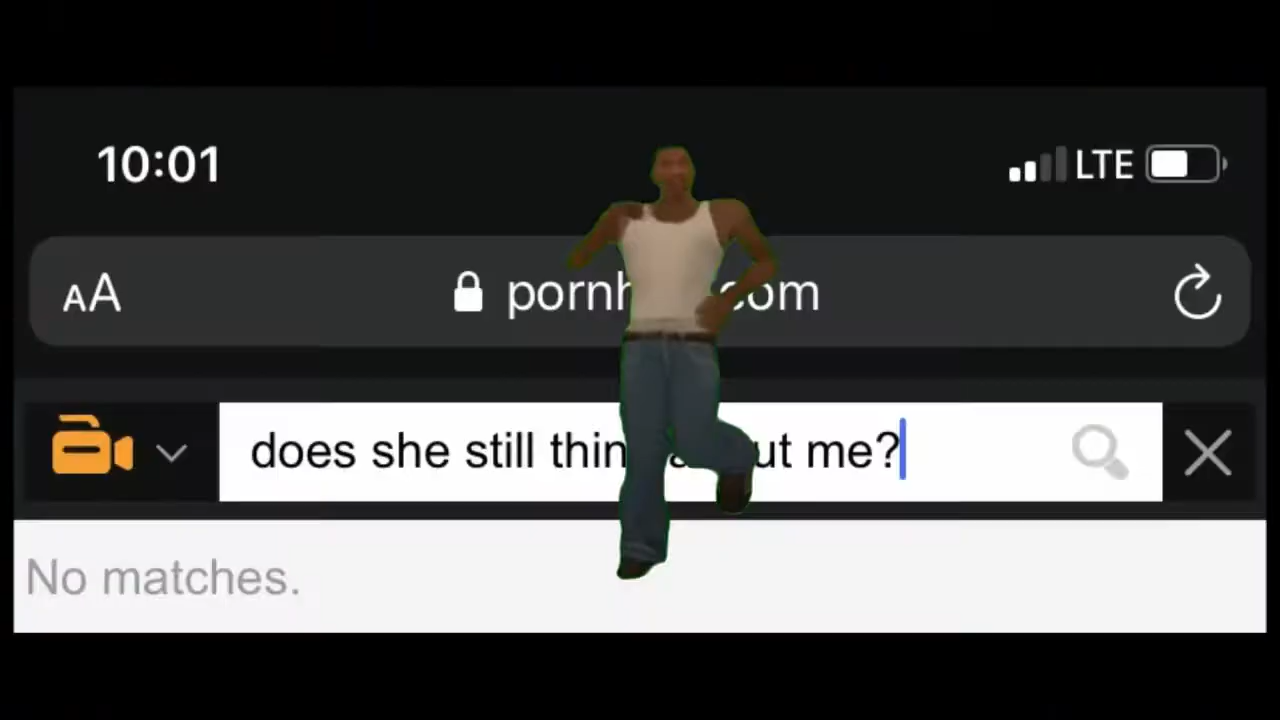 10:01 LTE
AA pornh .com
does she still thin ut me?
No matches.